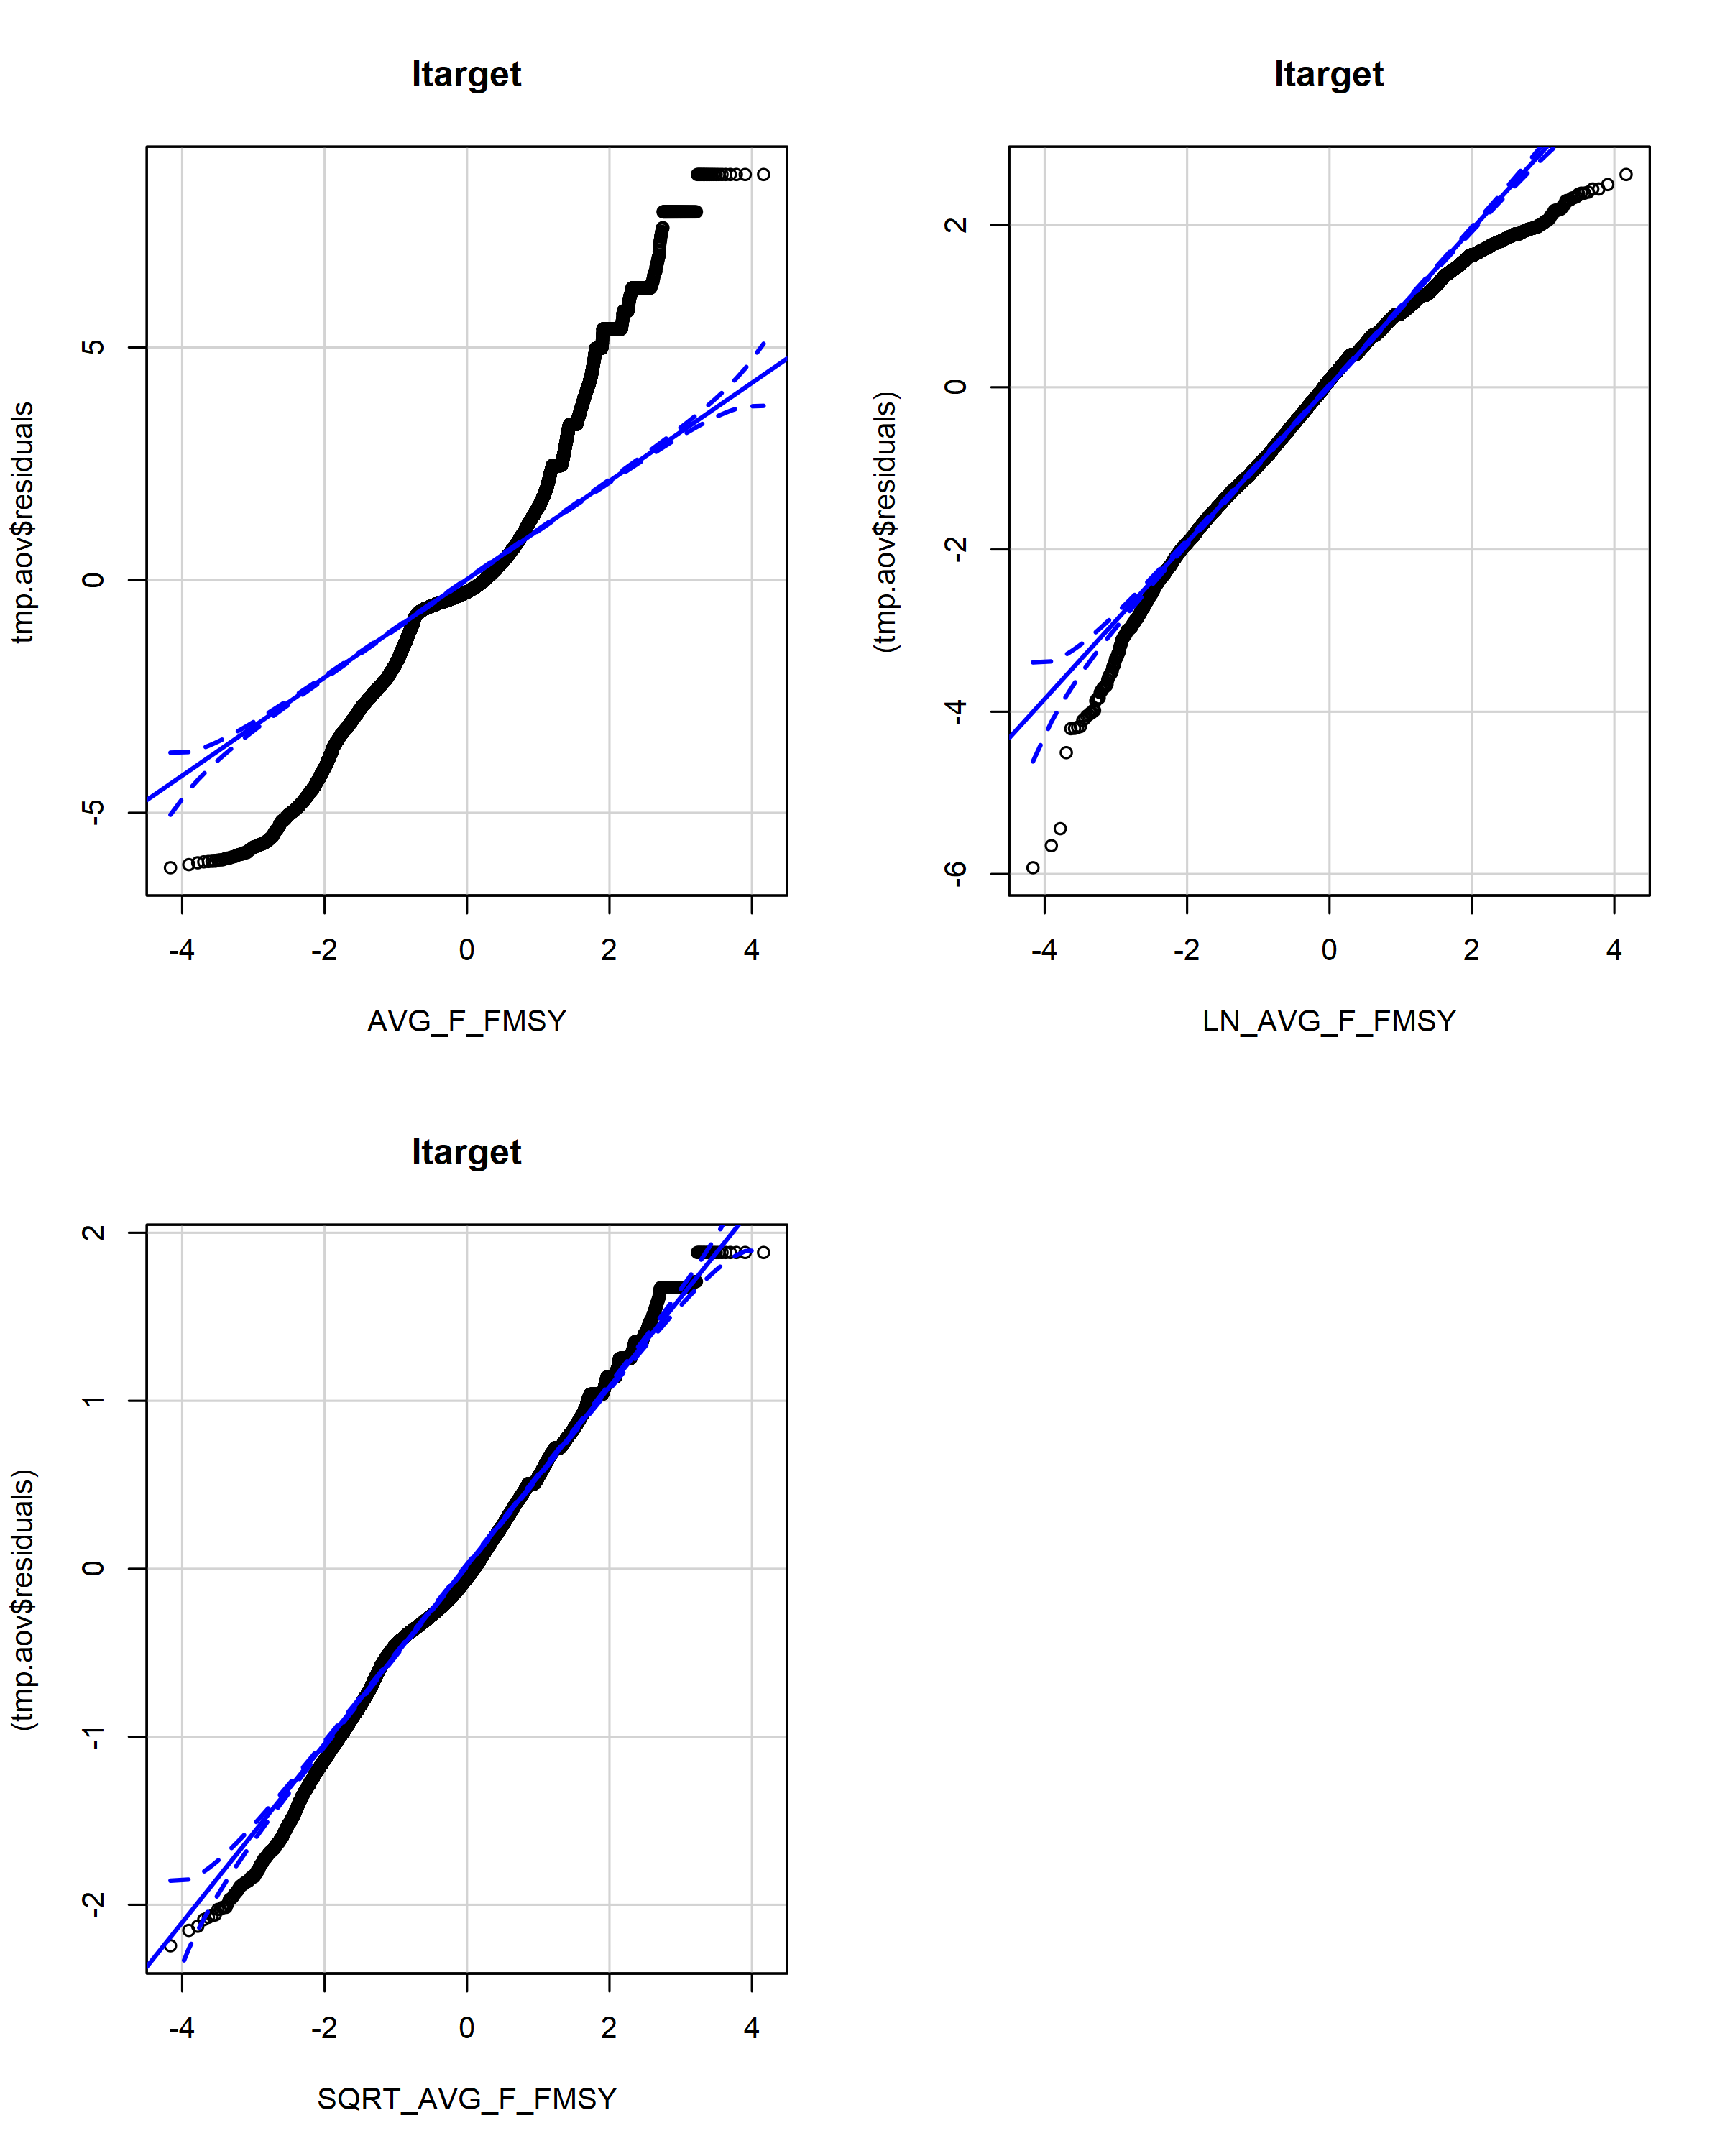 Itarget
tmp.aov$residuals
5
0
-5
-4 -2 0 2 4
AVG_F_FMSY
Itarget
(tmp.aov$residuals)
2
0
-2
-4
-6
-4 -2 0 2 4
LN_AVG_F_FMSY
Itarget
(tmp.aov$residuals)
2
1
0
-1
-2
-4 -2 0 2 4
SQRT_AVG_F_FMSY